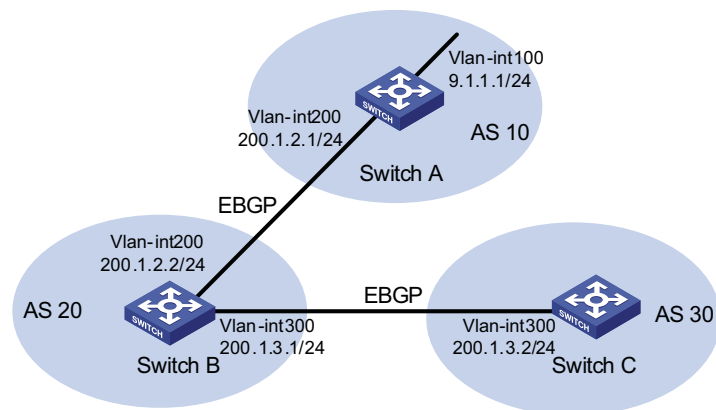 Vlan-int100
9.1.1.1/24
Vlan-int200
200.1.2.1/24
SWITCH
AS 10
Switch A
EBGP
Vlan-int200
200.1.2.2/24
EBGP
AS 20
SWITCH
SWITCH
AS 30
Vlan-int300
200.1.3.1/24
Vlan-int300
200.1.3.2/24
Switch B
Switch C